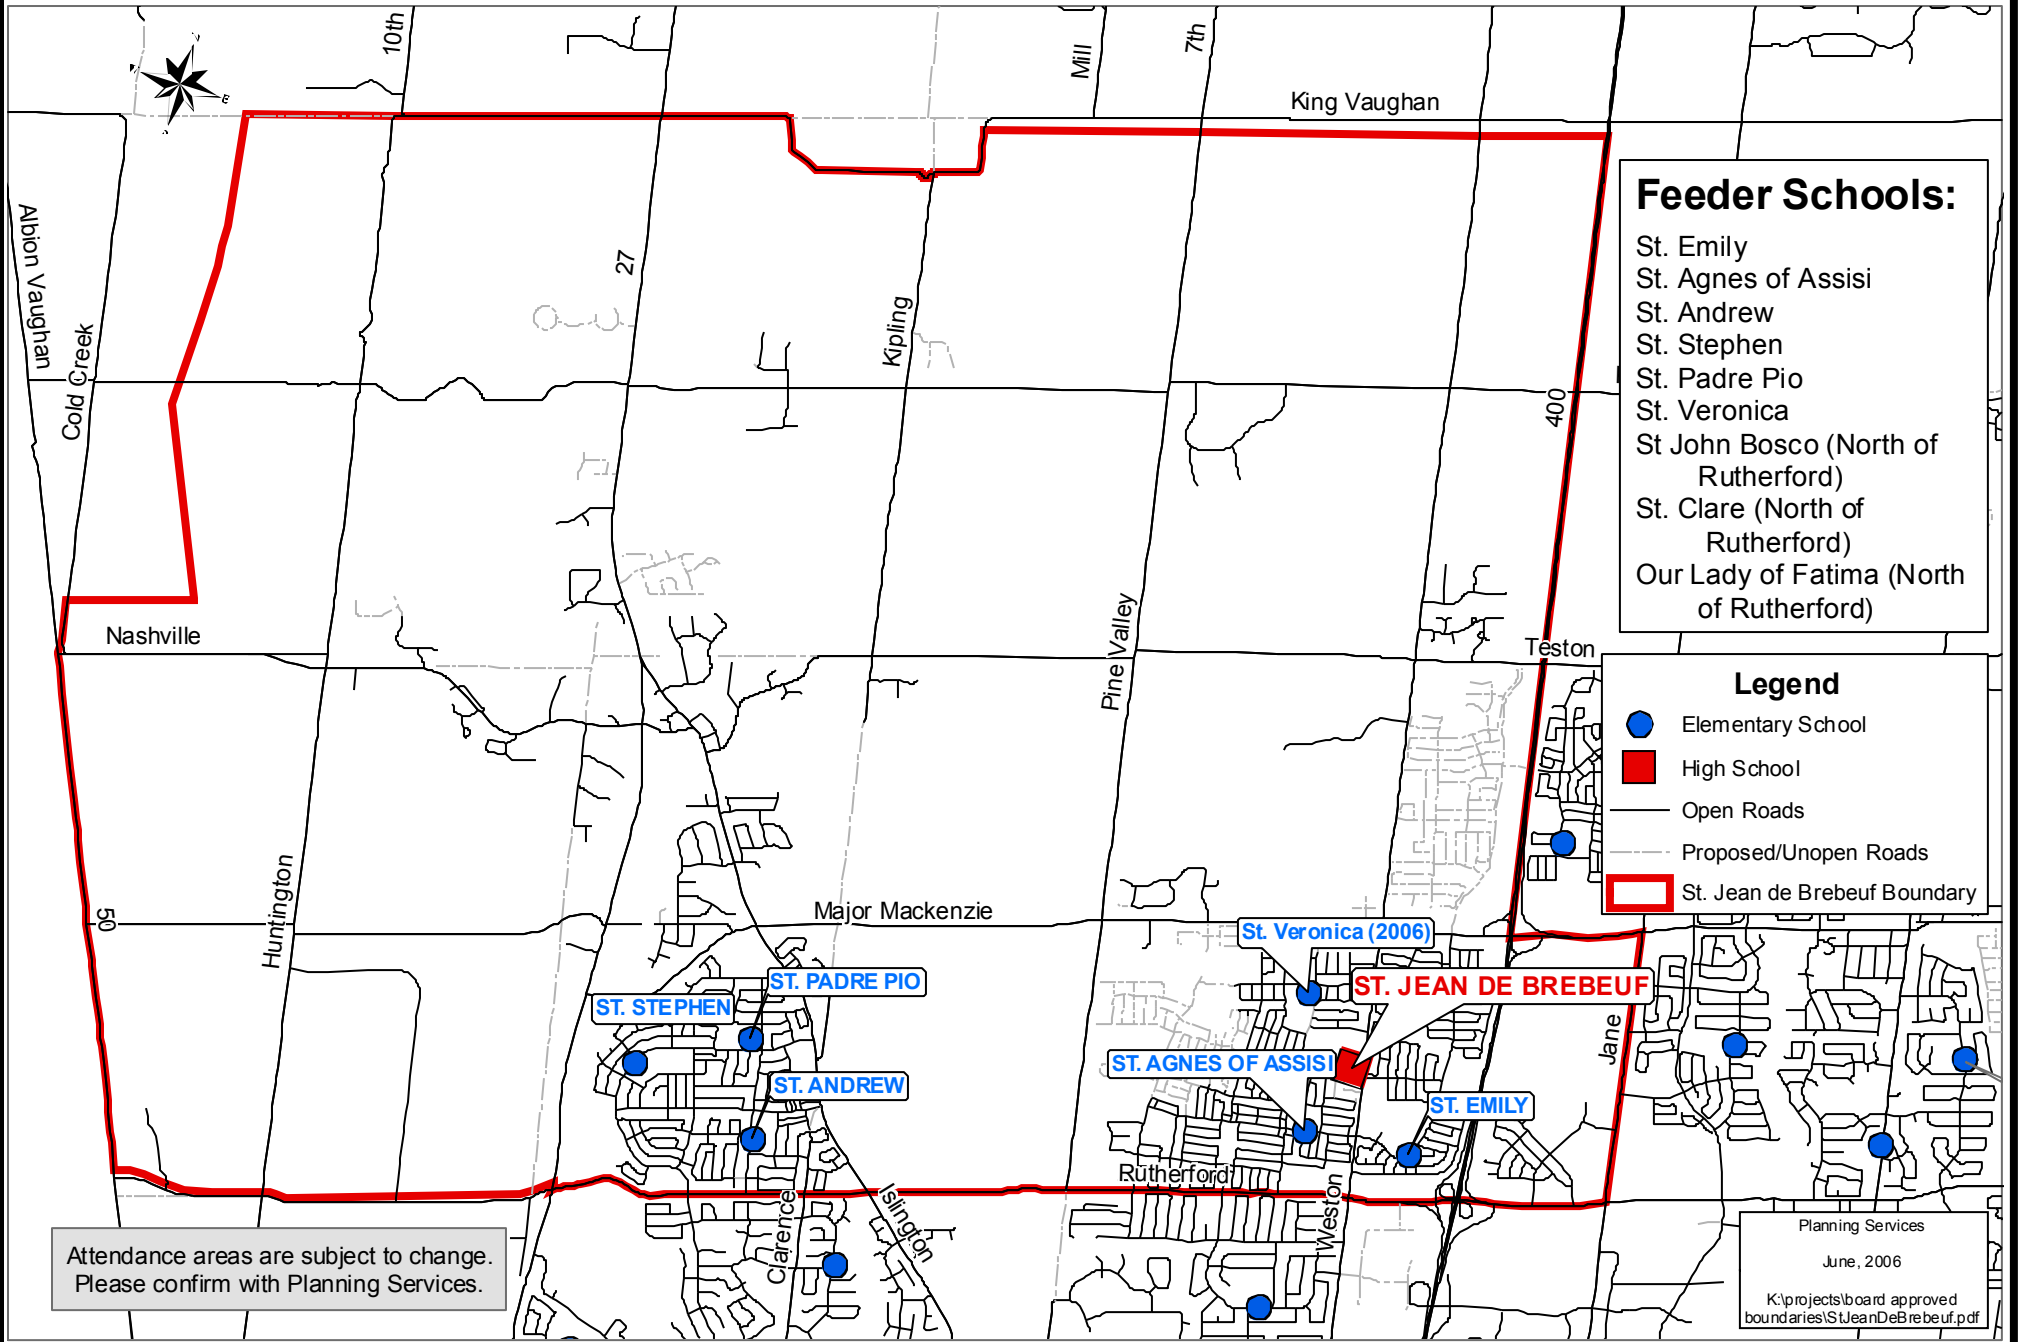 10th
Mill
7th
King Vaughan
E
Albion Vaughan
Cold Creek
27
Kipling
400
Feeder Schools:
St. Emily
St. Agnes of Assisi
St. Andrew
St. Stephen
St. Padre Pio
St. Veronica
St John Bosco (North of
Rutherford)
St. Clare (North of
Rutherford)
Our Lady of Fatima (North
of Rutherford)
Nashville
Pine Valley
Teston
Legend
Elementary School
High School
Open Roads
Proposed/Unopen Roads
St. Jean de Brebeuf Boundary
50
Huntington
Major Mackenzie
St. Veronica (2006)
ST. PADRE PIO
ST. STEPHEN
ST. JEAN DE BREBEUF
Jane
ST. AGNES OF ASSISI
ST. ANDREW
ST. EMILY
Rutherford
Clarence
Islington
Weston
Attendance areas are subject to change.
Please confirm with Planning Services.
Planning Services
June, 2006
K:\projects\board approved
boundaries\StJeanDeBrebeuf.pdf